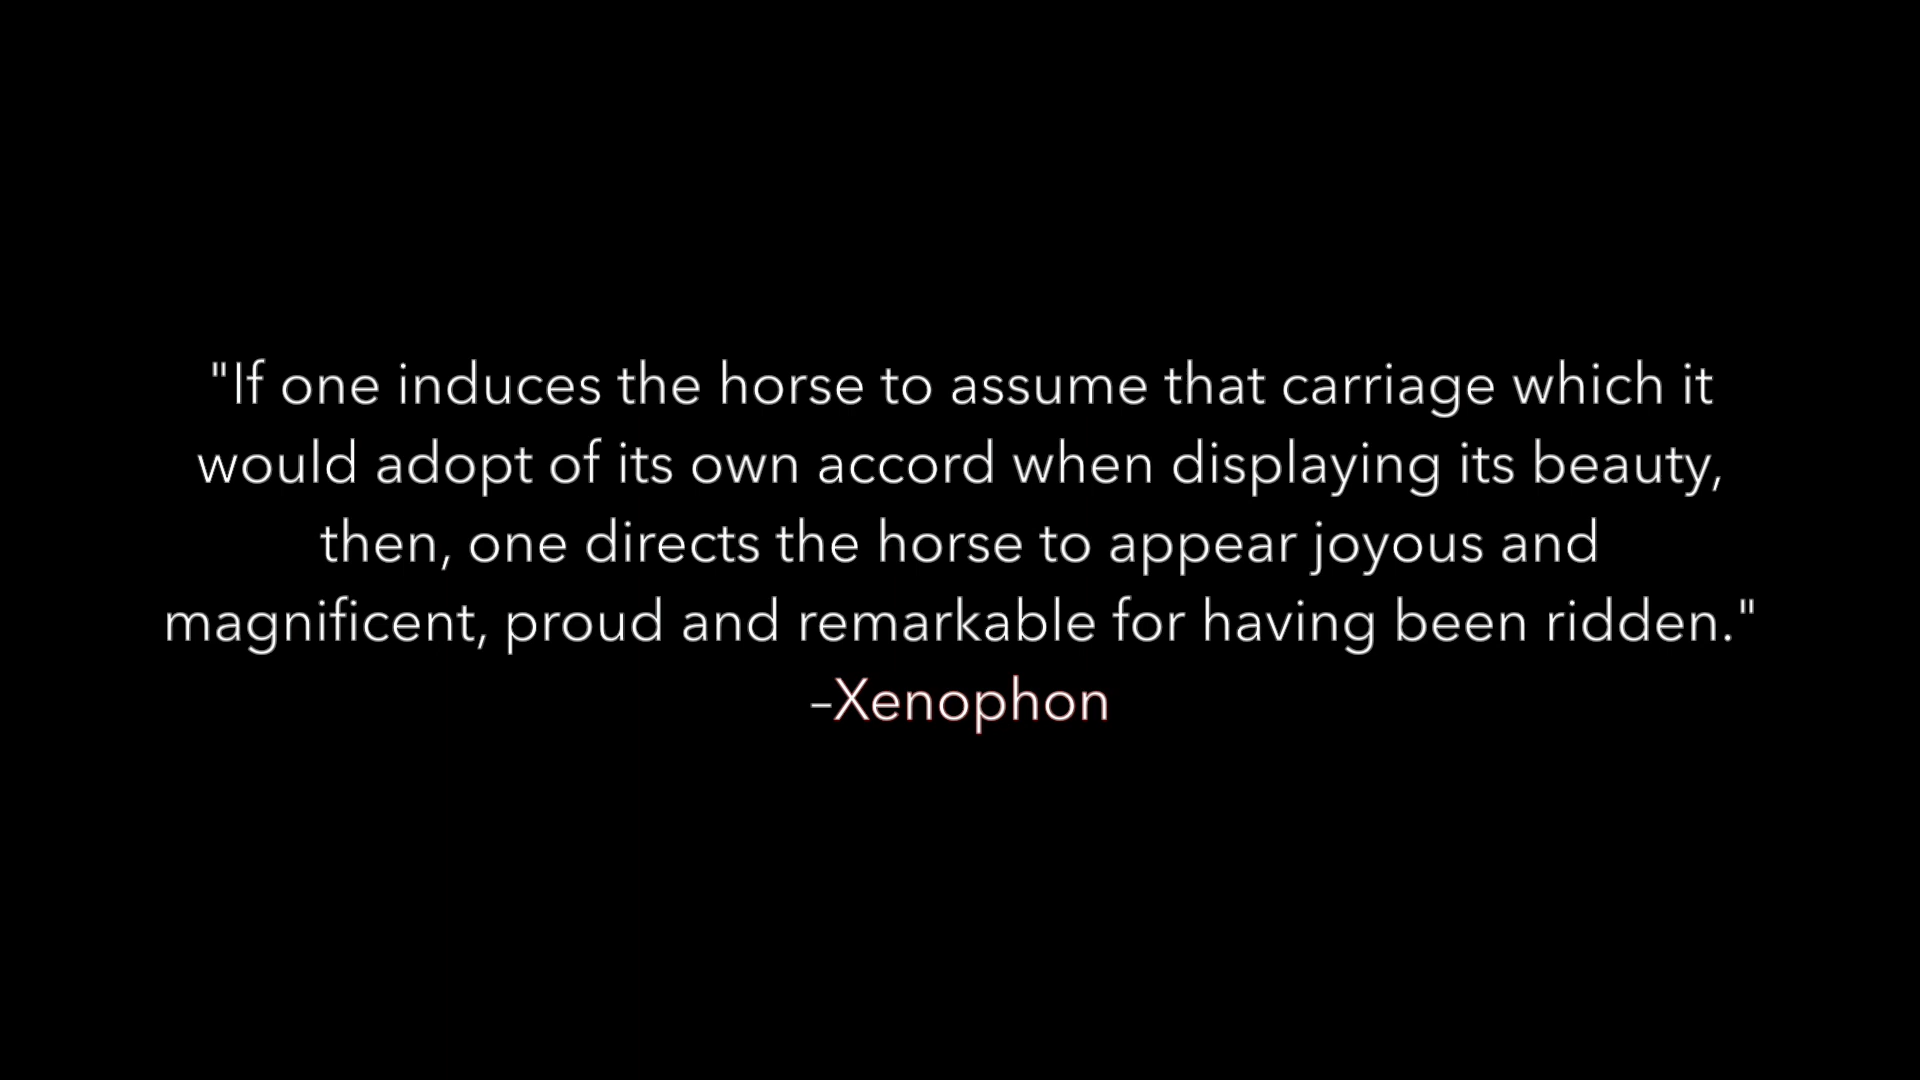 "If one induces the horse to assume that carriage which it
would adopt of its own accord when displaying its beauty,
then, one directs the horse to appear joyous and
magnificent, proud and remarkable for having been ridden."
–Xenophon